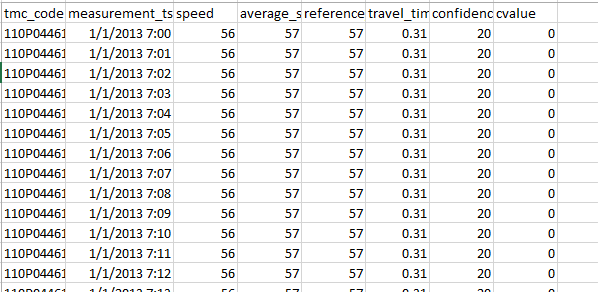 tmc_code measurement_ts speed average_s reference travel_tim confidenc cvalue
110P04461 1/1/2013 7:00 56 57 57 0.31 20 0
110P04461 1/1/2013 7:01 56 57 57 0.31 20 0
110P04461 1/1/2013 7:02 56 57 57 0.31 20 0
110P04461 1/1/2013 7:03 56 57 57 0.31 20 0
110P04461 1/1/2013 7:04 56 57 57 0.31 20 0
110P04461 1/1/2013 7:05 56 57 57 0.31 20 0
110P04461 1/1/2013 7:06 56 57 57 0.31 20 0
110P04461 1/1/2013 7:07 56 57 57 0.31 20 0
110P04461 1/1/2013 7:08 56 57 57 0.31 20 0
110P04461 1/1/2013 7:09 56 57 57 0.31 20 0
110P04461 1/1/2013 7:10 56 57 57 0.31 20 0
110P04461 1/1/2013 7:11 56 57 57 0.31 20 0
110P04461 1/1/2013 7:12 56 57 57 0.31 20 0